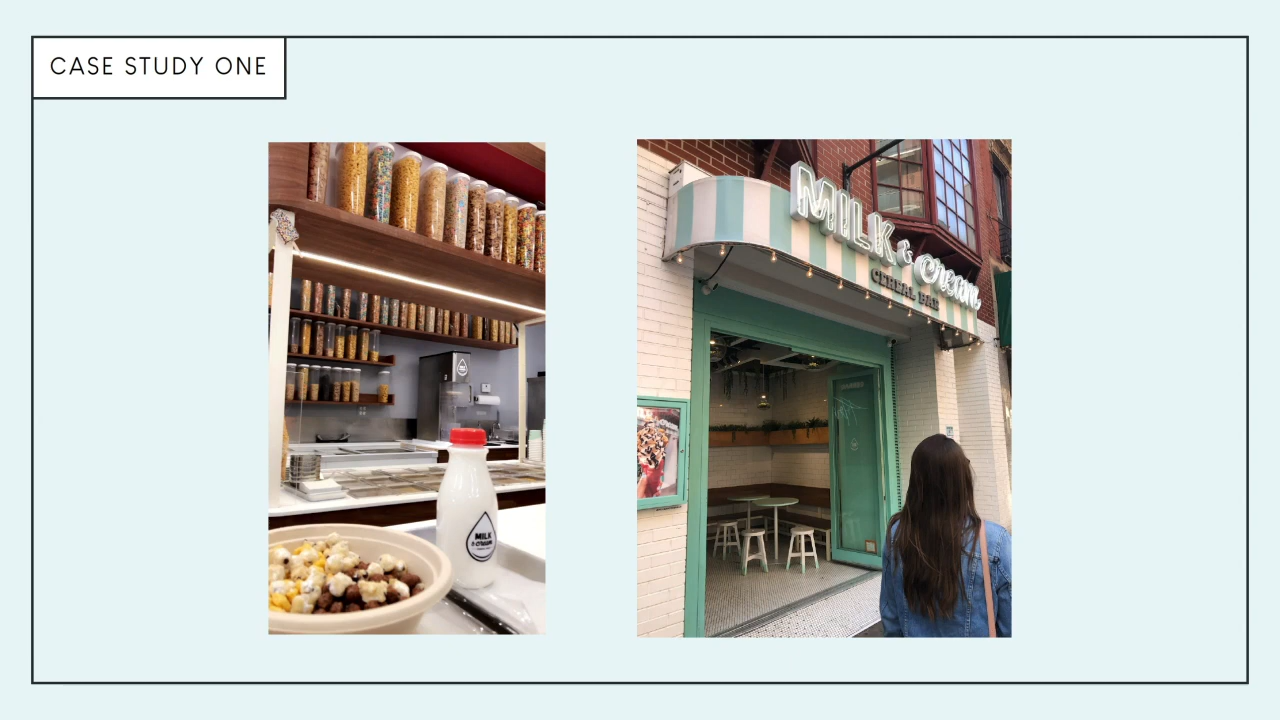 CASE STUDY ONE
MILK
& cream
MILK & cream
CEREAL BAR